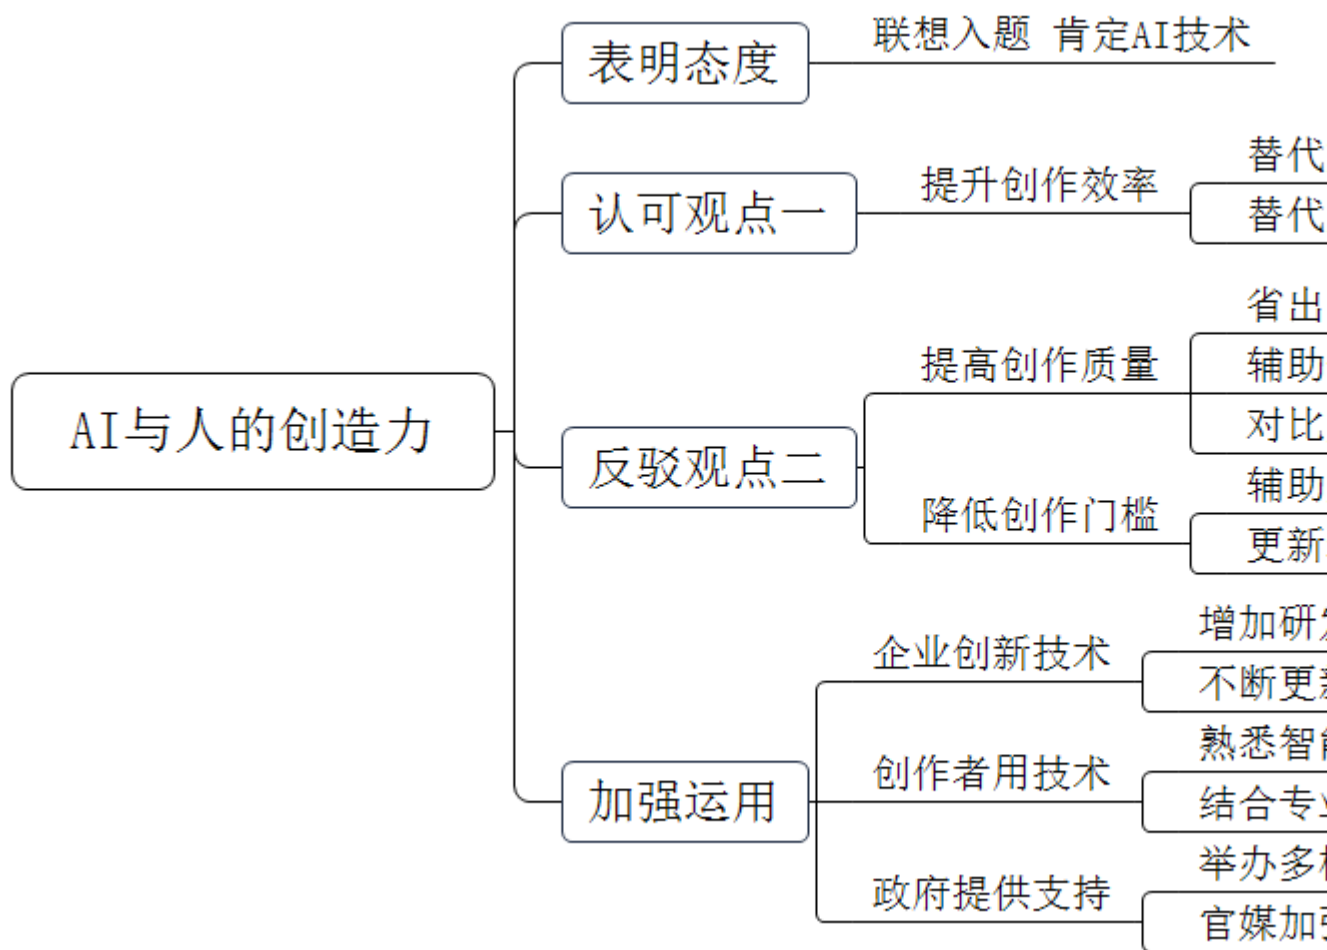 AI与人的创造力
表明态度
联想入题 肯定AI技术
认可观点一
提升创作效率
替代
替代
反驳观点二
提高创作质量
省出
辅助
对比
降低创作门槛
辅助
更新
加强运用
企业创新技术
增加研
不断更
创作者用技术
熟悉智
结合专
政府提供支持
举办多
官媒加